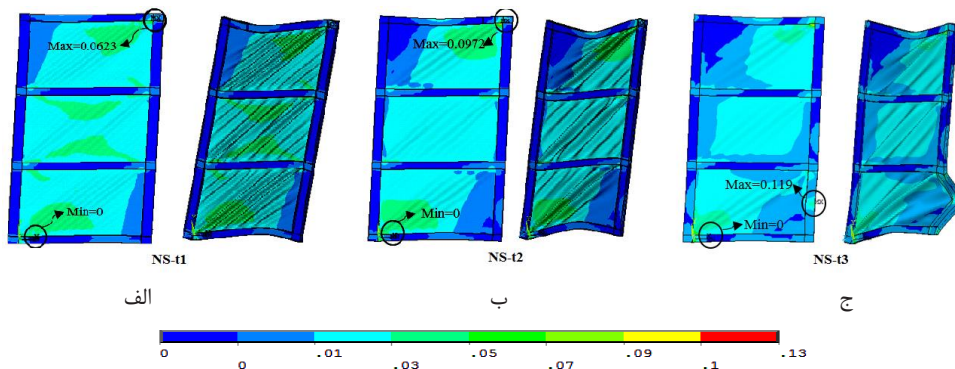 Max=0.0623
Max=0.0972
Max=0.119
Min=0
Min=0
Min=0
NS-t1
NS-t2
NS-t3
الف
ب
ج
0 .01 .05 .09 .13
0 .03 .07 .1